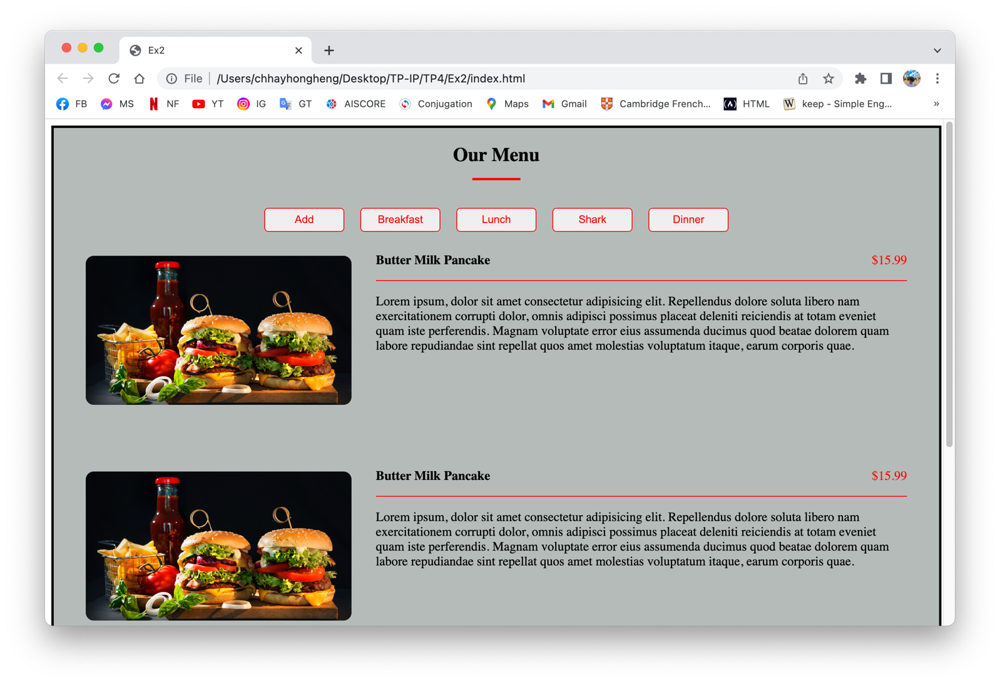 Ex2
File /Users/chhayhongheng/Desktop/TP-IP/TP4/Ex2/index.html
FB MS NF YT IG GT AISCORE Conjugation Maps Gmail Cambridge French... HTML keep - Simple Eng... »
Our Menu
Add Breakfast Lunch Shark Dinner
Butter Milk Pancake $15.99
Lorem ipsum, dolor sit amet consectetur adipisicing elit. Repellendus dolore soluta libero nam
exercitationem corrupti dolor, omnis adipisci possimus placeat deleniti reiciendis at totam eveniet
quam iste perferendis. Magnam voluptate error eius assumenda ducimus quod beatae dolorem quam
labore repudiandae sint repellat quos amet molestias voluptatum itaque, earum corporis quae.
Butter Milk Pancake $15.99
Lorem ipsum, dolor sit amet consectetur adipisicing elit. Repellendus dolore soluta libero nam
exercitationem corrupti dolor, omnis adipisci possimus placeat deleniti reiciendis at totam eveniet
quam iste perferendis. Magnam voluptate error eius assumenda ducimus quod beatae dolorem quam
labore repudiandae sint repellat quos amet molestias voluptatum itaque, earum corporis quae.